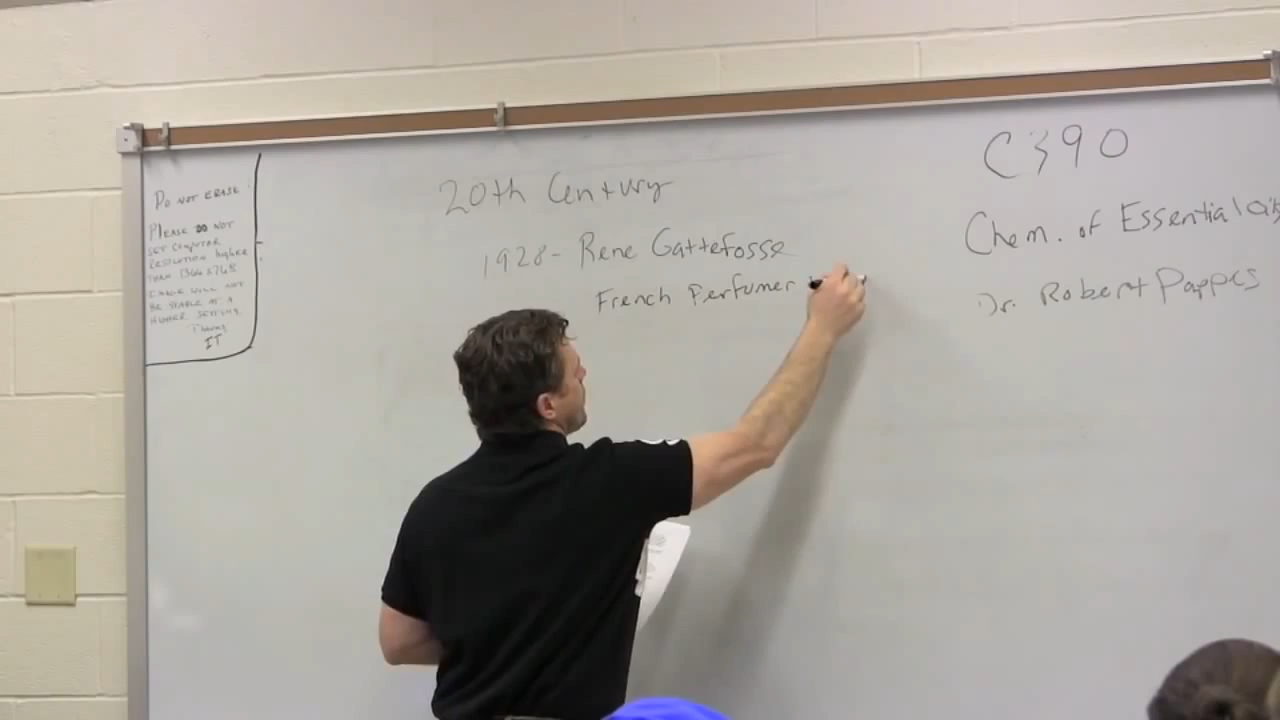 DO NOT ERASE
PLEASE DO NOT
SET COMPUTER
RESOLUTION higher
THEN 1366x768
IMAGE WILL NOT
BE STABLE AT A
HIGHER SETTING.
Thanks
IT
20th Century
1928- Rene Gattefosse
French Perfumer
C390
Chem. of Essential Oils
Dr. Robert Pappas